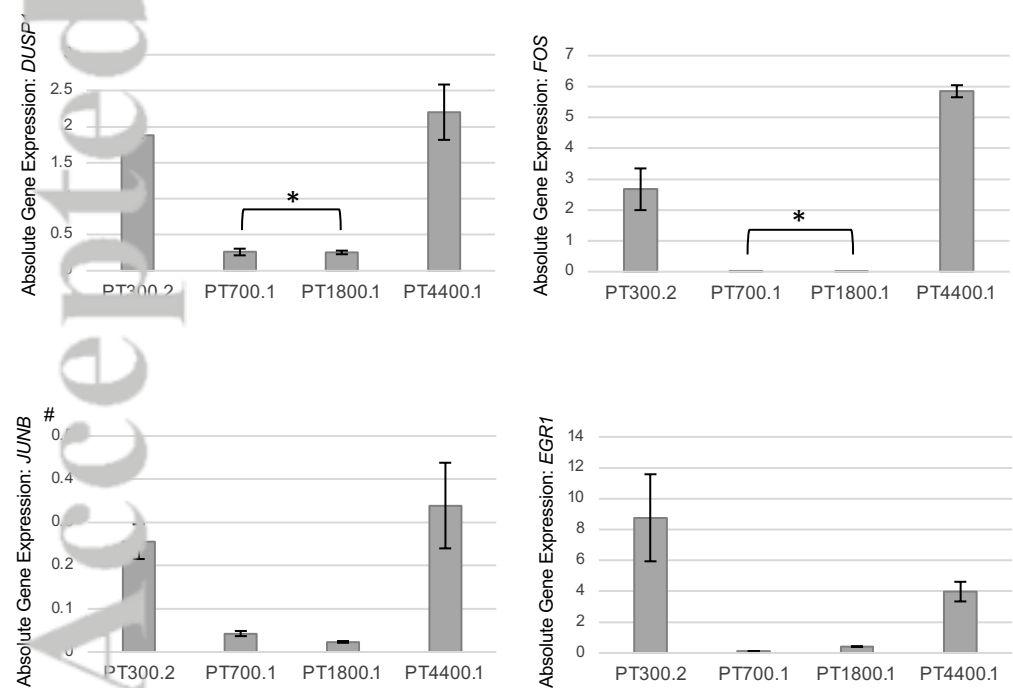 Absolute Gene Expression: DUSP1
2.5
2
1.5
0.5
*
PT300.2 PT700.1 PT1800.1 PT4400.1
Absolute Gene Expression: FOS
7
6
5
4
3
2
1
0
*
PT300.2 PT700.1 PT1800.1 PT4400.1
#
Absolute Gene Expression: JUNB
0.4
0.2
0.1
PT300.2 PT700.1 PT1800.1 PT4400.1
Absolute Gene Expression: EGR1
14
12
10
8
6
4
2
0
PT300.2 PT700.1 PT1800.1 PT4400.1
Accepted